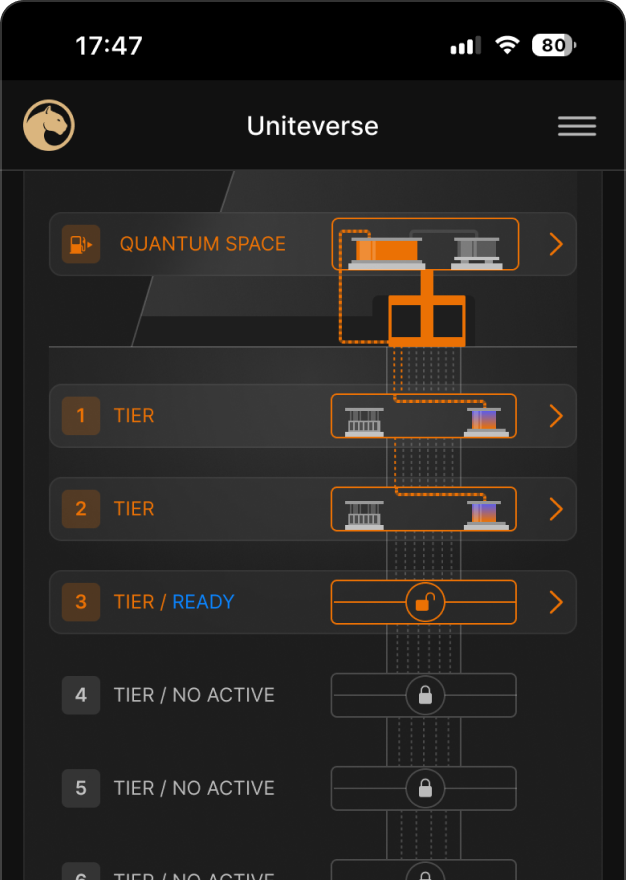 17:47
80
Uniteverse
QUANTUM SPACE
1 TIER
2 TIER
3 TIER / READY
4 TIER / NO ACTIVE
5 TIER / NO ACTIVE
6 TIER / NO ACTIVE